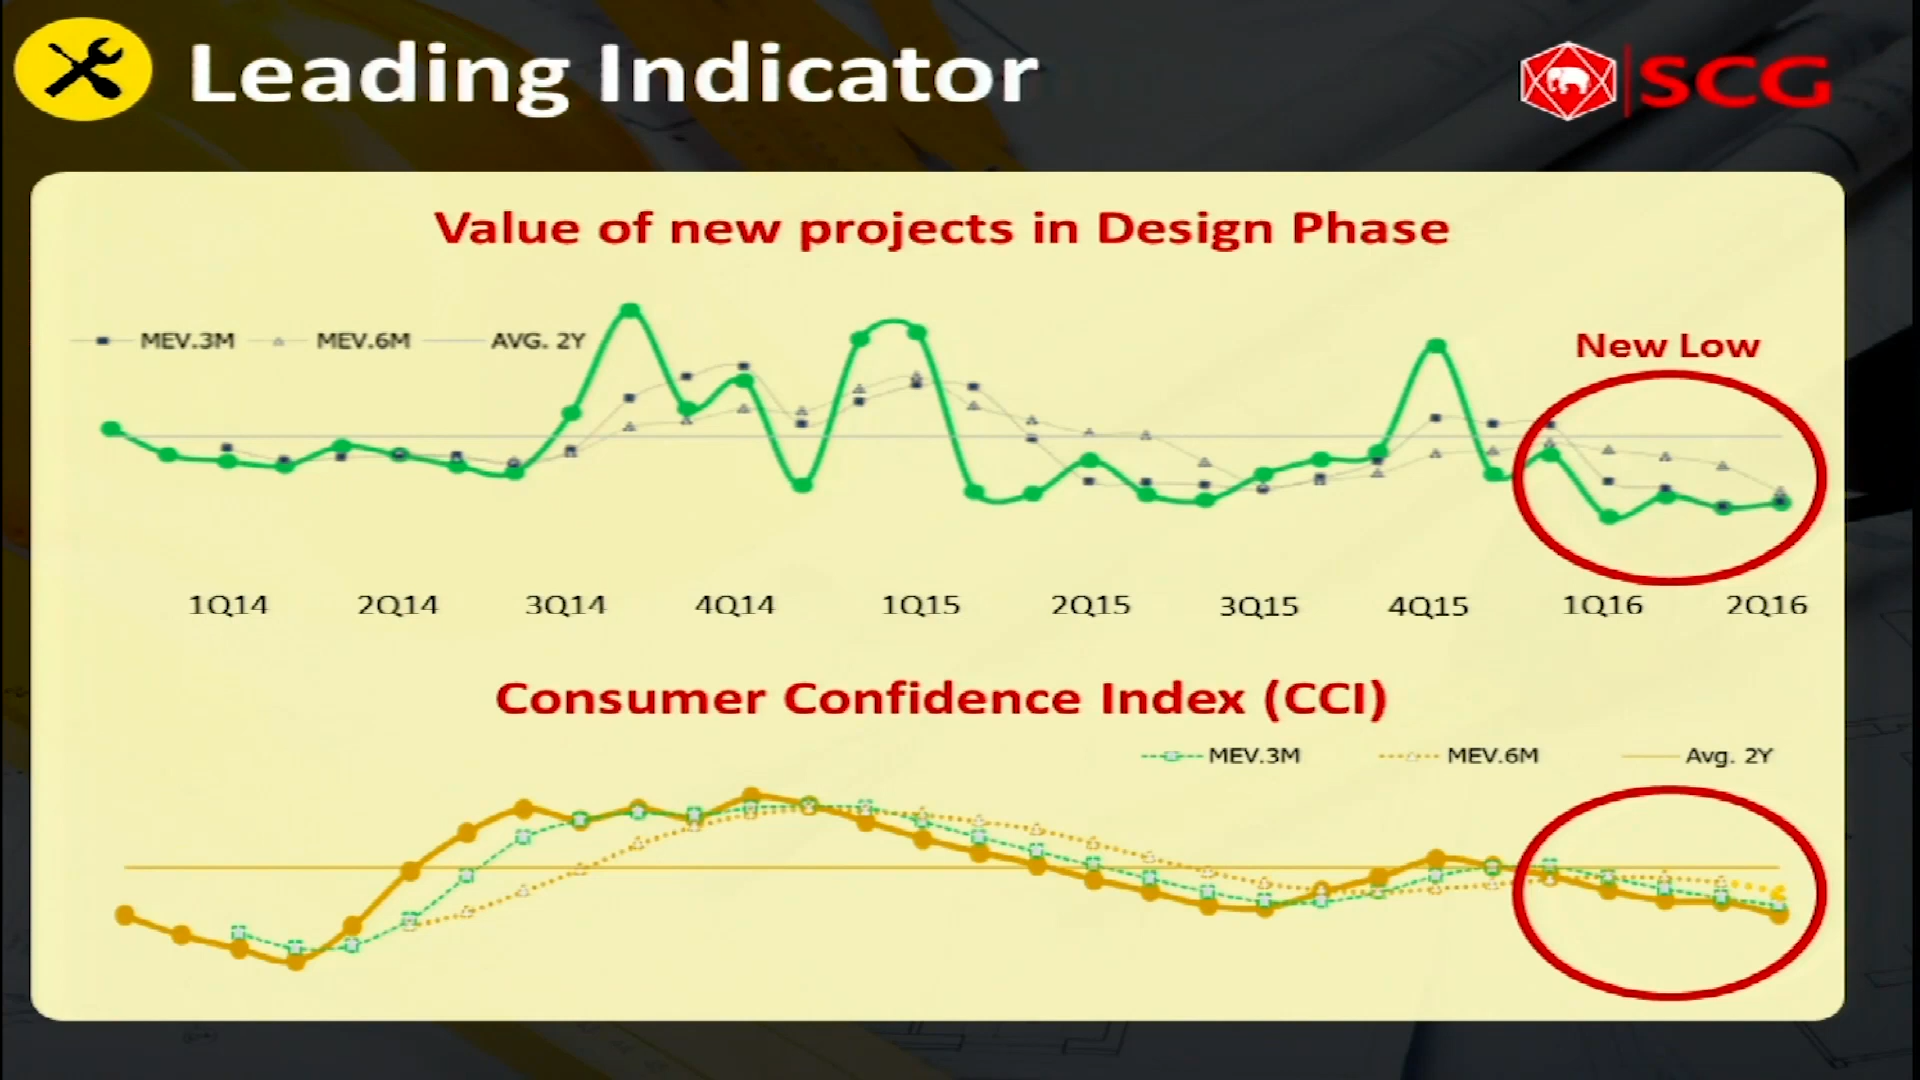 Leading Indicator
SCG
Value of new projects in Design Phase
MEV.3M MEV.6M AVG. 2Y
New Low
1Q14 2Q14 3Q14 4Q14 1Q15 2Q15 3Q15 4Q15 1Q16 2Q16
Consumer Confidence Index (CCI)
MEV.3M MEV.6M Avg. 2Y